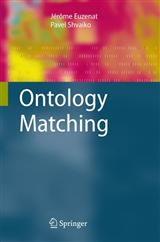 Jérôme Euzenat
Pavel Shvaiko
Ontology
Matching
Springer